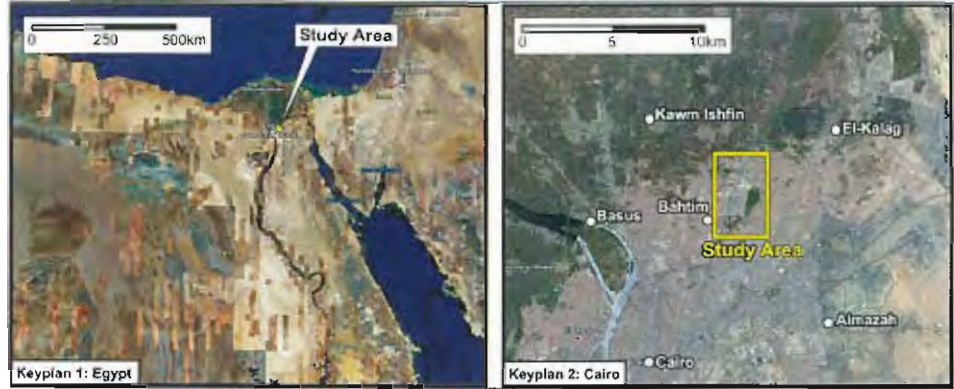 0 250 500km
Study Area
Keyplan 1: Egypt
0 5 10km
Kawm Ishfin
El-Kalag
Bahtim
Basus
Study Area
Almazah
Cairo
Keyplan 2: Cairo